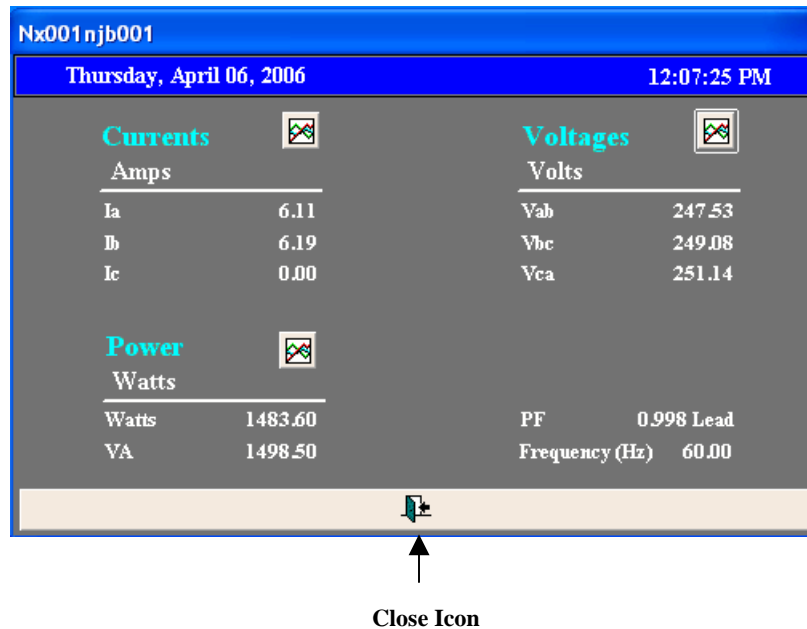 Nx001njb001
Thursday, April 06, 2006 12:07:25 PM
Currents Voltages
Amps Volts
Ia 6.11 Vab 247.53
Ib 6.19 Vbc 249.08
Ic 0.00 Vca 251.14
Power
Watts
Watts 1483.60 PF 0.998 Lead
VA 1498.50 Frequency (Hz) 60.00
Close Icon